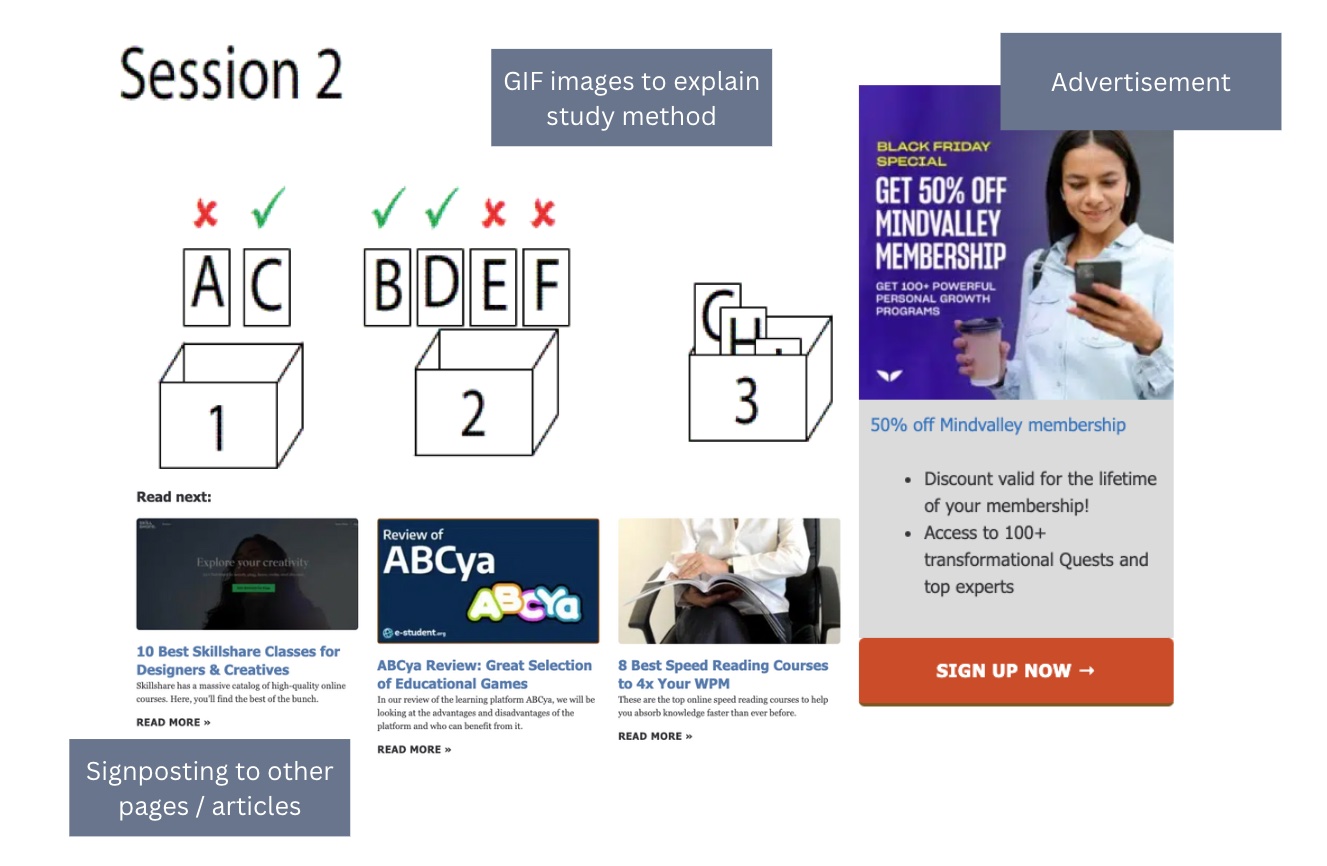 Session 2
GIF images to explain
study method
Advertisement
A C
B D E F
1
2
3
BLACK FRIDAY
SPECIAL
GET 50% OFF
MINDVALLEY
MEMBERSHIP
GET 100+ POWERFUL
PERSONAL GROWTH
PROGRAMS
50% off Mindvalley membership
• Discount valid for the lifetime
of your membership!
• Access to 100+
transformational Quests and
top experts
SIGN UP NOW →
Read next:
Explore your creativity
10 Best Skillshare Classes for
Designers & Creatives
Skillshare has a massive catalog of high-quality online
courses. Here, you'll find the best of the bunch.
READ MORE »
Review of
ABCya
ABCYa
e-student.org
ABCya Review: Great Selection
of Educational Games
In our review of the learning platform ABCya, we will be
looking at the advantages and disadvantages of the
platform and who can benefit from it.
READ MORE »
8 Best Speed Reading Courses
to 4x Your WPM
These are the top online speed reading courses to help
you absorb knowledge faster than ever before.
READ MORE »
Signposting to other
pages / articles